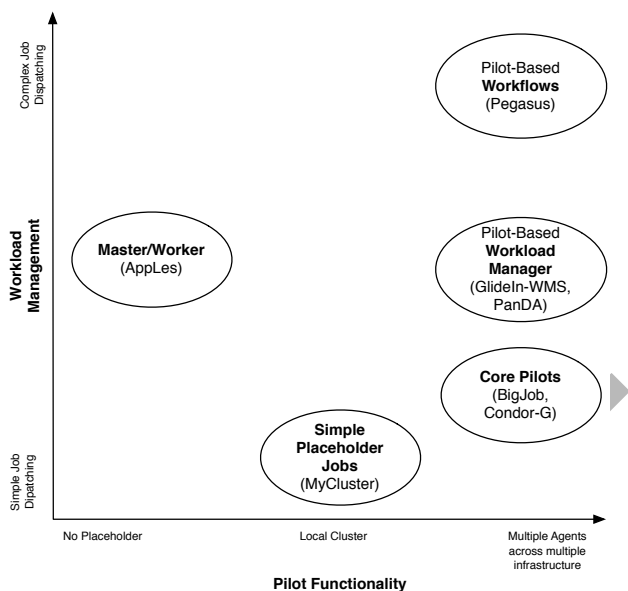 Complex Job
Dispatching
Pilot-Based
Workflows
(Pegasus)
Workload
Management
Master/Worker
(AppLes)
Pilot-Based
Workload
Manager
(GlideIn-WMS,
PanDA)
Core Pilots
(BigJob,
Condor-G)
Simple
Placeholder
Jobs
(MyCluster)
Simple Job
Dipatching
No Placeholder
Local Cluster
Multiple Agents
across multiple
infrastructure
Pilot Functionality